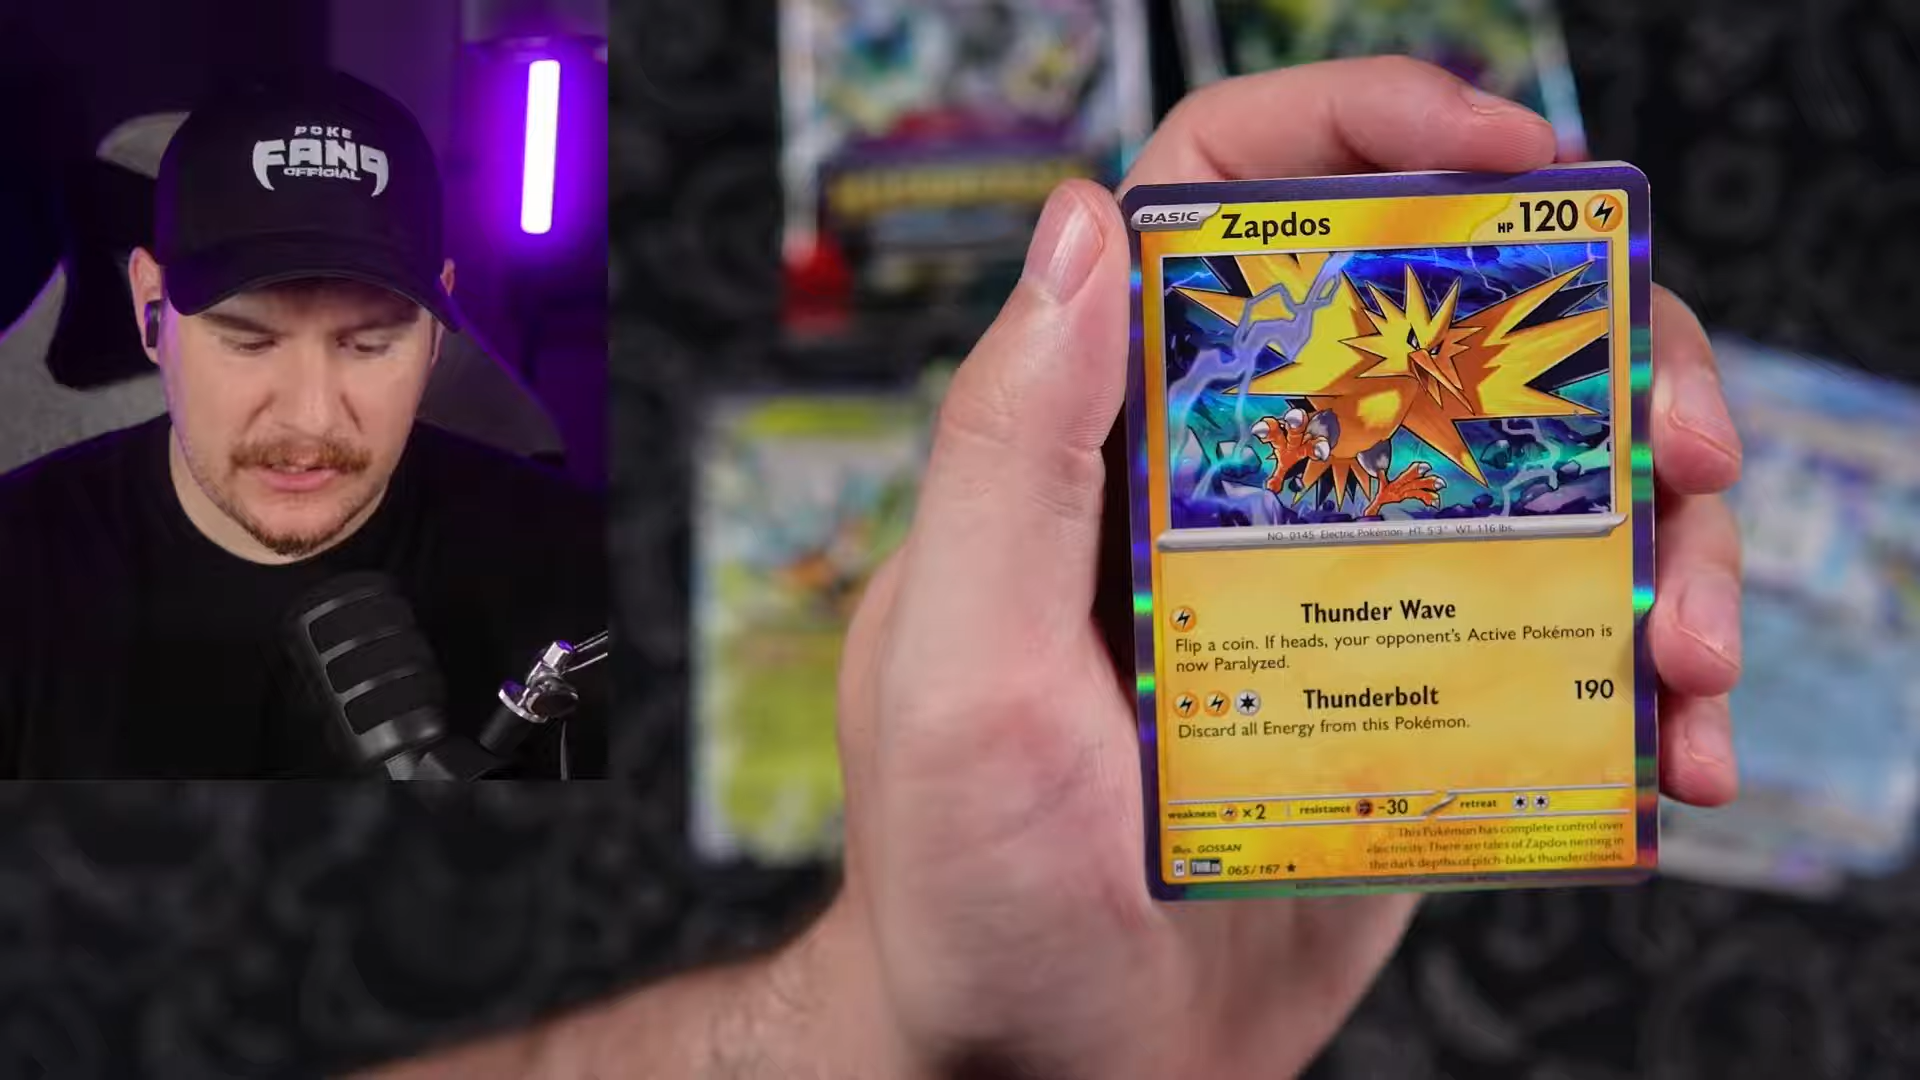 POKE
FANG
OFFICIAL
BASIC
Zapdos
HP 120
NO. 0145 Electric Pokémon HT: 5'3" WT: 116 lbs.
Thunder Wave
Flip a coin. If heads, your opponent's Active Pokémon is
now Paralyzed.
Thunderbolt 190
Discard all Energy from this Pokémon.
weakness ×2 resistance -30 retreat
This Pokémon has complete control over
electricity. There are tales of Zapdos nesting in
the dark depths of pitch-black thunderclouds.
Illus. GOSSAN
H TWM EN 065/167 ★